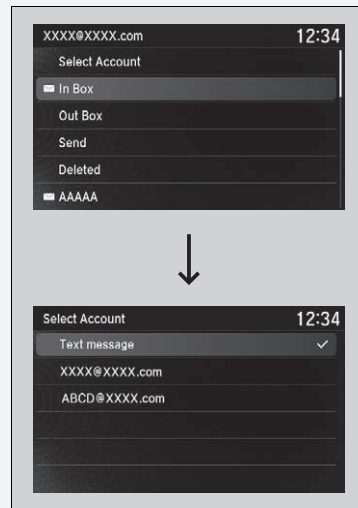 XXXX@XXXX.com 12:34
Select Account
In Box
Out Box
Send
Deleted
AAAAA
Select Account 12:34
Text message
XXXX@XXXX.com
ABCD@XXXX.com